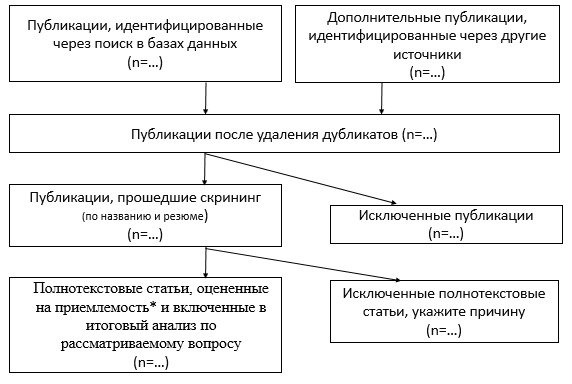 Публикации, идентифицированные
через поиск в базах данных
(n=...)
Дополнительные публикации,
идентифицированные через другие
источники
(n=...)
Публикации после удаления дубликатов (n=...)
Публикации, прошедшие скрининг
(по названию и резюме)
(n=...)
Исключенные публикации
(n=...)
Полнотекстовые статьи, оцененные
на приемлемость* и включенные в
итоговый анализ по
рассматриваемому вопросу
(n=...)
Исключенные полнотекстовые
статьи, укажите причину
(n=...)